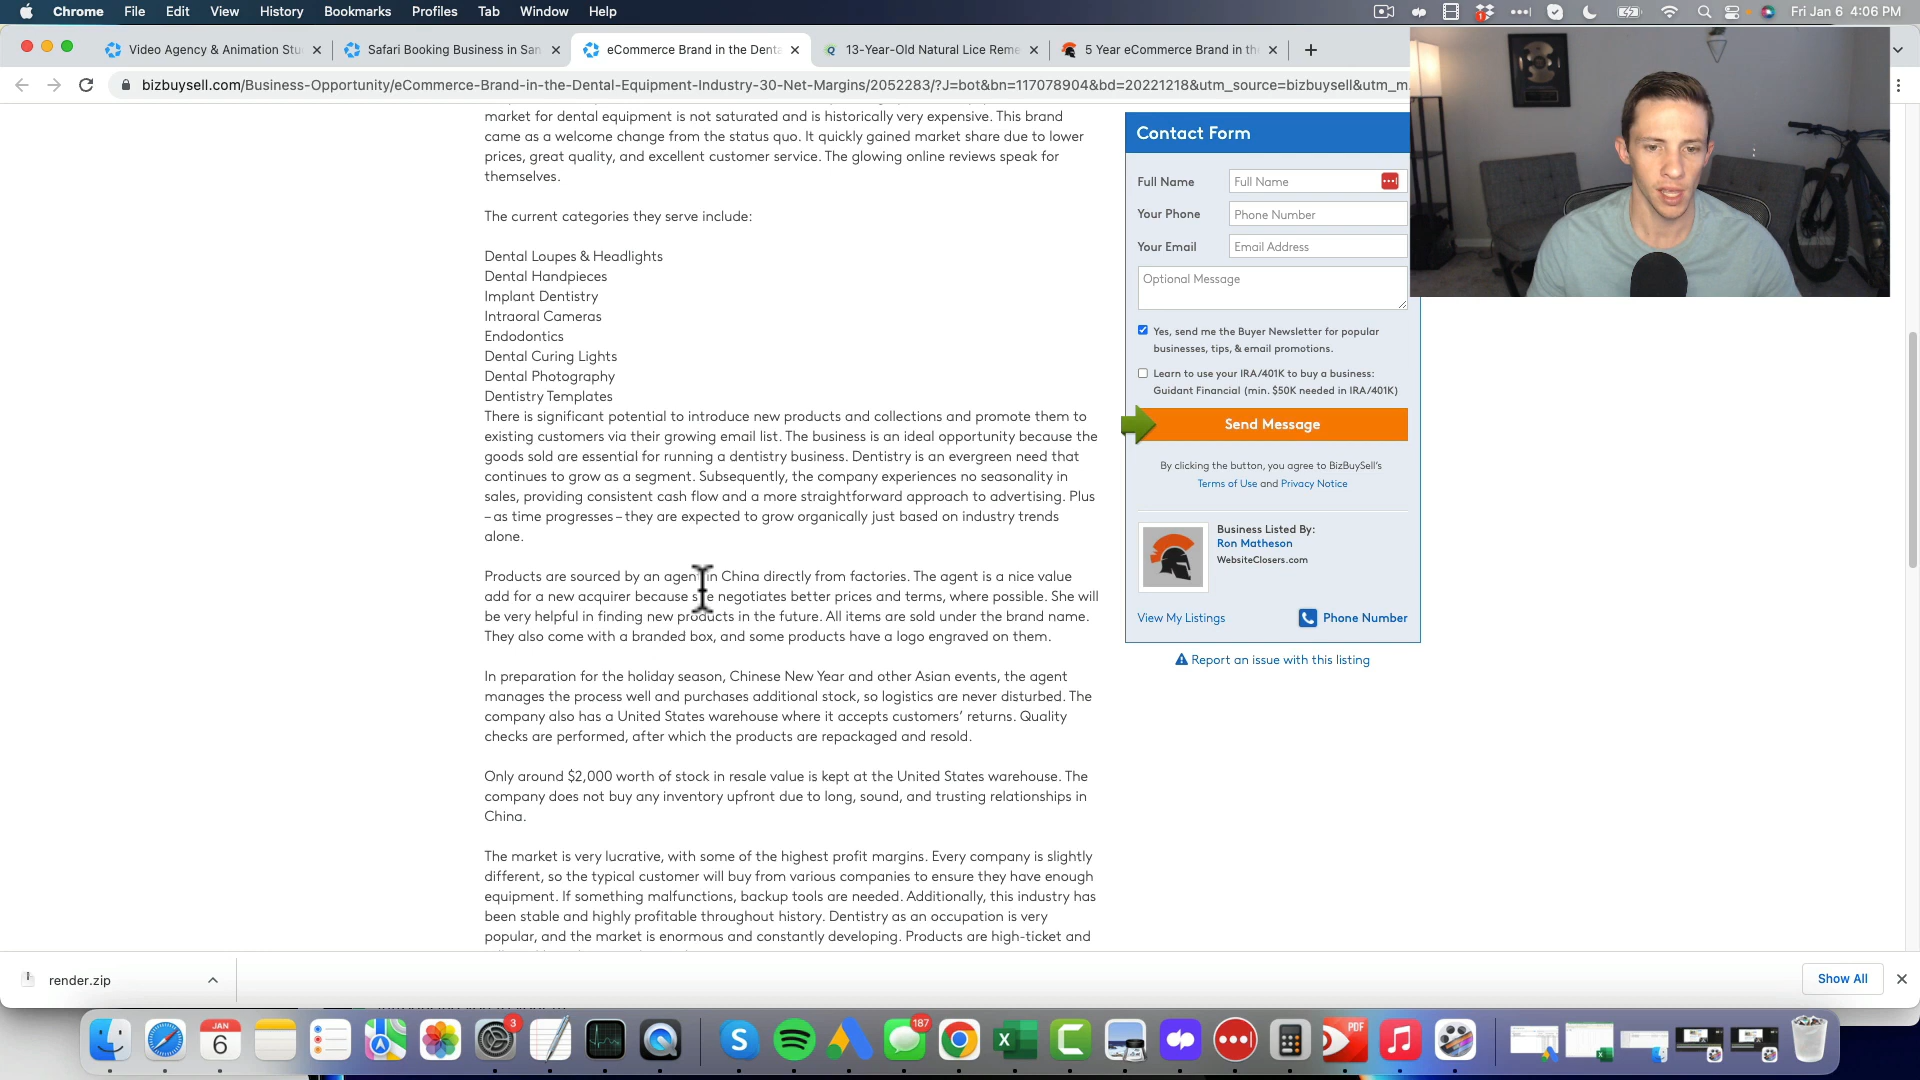 Chrome File Edit View History Bookmarks Profiles Tab Window Help
1
Fri Jan 6 4:06 PM
Video Agency & Animation Stu
Safari Booking Business in San
eCommerce Brand in the Denta
13-Year-Old Natural Lice Reme
5 Year eCommerce Brand in th
bizbuysell.com/Business-Opportunity/eCommerce-Brand-in-the-Dental-Equipment-Industry-30-Net-Margins/2052283/?J=bot&bn=117078904&bd=20221218&utm_source=bizbuysell&utm_m
market for dental equipment is not saturated and is historically very expensive. This brand
came as a welcome change from the status quo. It quickly gained market share due to lower
prices, great quality, and excellent customer service. The glowing online reviews speak for
themselves.
The current categories they serve include:
Dental Loupes & Headlights
Dental Handpieces
Implant Dentistry
Intraoral Cameras
Endodontics
Dental Curing Lights
Dental Photography
Dentistry Templates
There is significant potential to introduce new products and collections and promote them to
existing customers via their growing email list. The business is an ideal opportunity because the
goods sold are essential for running a dentistry business. Dentistry is an evergreen need that
continues to grow as a segment. Subsequently, the company experiences no seasonality in
sales, providing consistent cash flow and a more straightforward approach to advertising. Plus
– as time progresses – they are expected to grow organically just based on industry trends
alone.
Products are sourced by an agent in China directly from factories. The agent is a nice value
add for a new acquirer because she negotiates better prices and terms, where possible. She will
be very helpful in finding new products in the future. All items are sold under the brand name.
They also come with a branded box, and some products have a logo engraved on them.
In preparation for the holiday season, Chinese New Year and other Asian events, the agent
manages the process well and purchases additional stock, so logistics are never disturbed. The
company also has a United States warehouse where it accepts customers’ returns. Quality
checks are performed, after which the products are repackaged and resold.
Only around $2,000 worth of stock in resale value is kept at the United States warehouse. The
company does not buy any inventory upfront due to long, sound, and trusting relationships in
China.
The market is very lucrative, with some of the highest profit margins. Every company is slightly
different, so the typical customer will buy from various companies to ensure they have enough
equipment. If something malfunctions, backup tools are needed. Additionally, this industry has
been stable and highly profitable throughout history. Dentistry as an occupation is very
popular, and the market is enormous and constantly developing. Products are high-ticket and
Contact Form
Full Name Full Name
Your Phone Phone Number
Your Email Email Address
Optional Message
Yes, send me the Buyer Newsletter for popular
businesses, tips, & email promotions.
Learn to use your IRA/401K to buy a business:
Guidant Financial (min. $50K needed in IRA/401K)
Send Message
By clicking the button, you agree to BizBuySell's
Terms of Use and Privacy Notice
Business Listed By:
Ron Matheson
WebsiteClosers.com
View My Listings Phone Number
Report an issue with this listing
render.zip
Show All
JAN
6
3
187
PDF